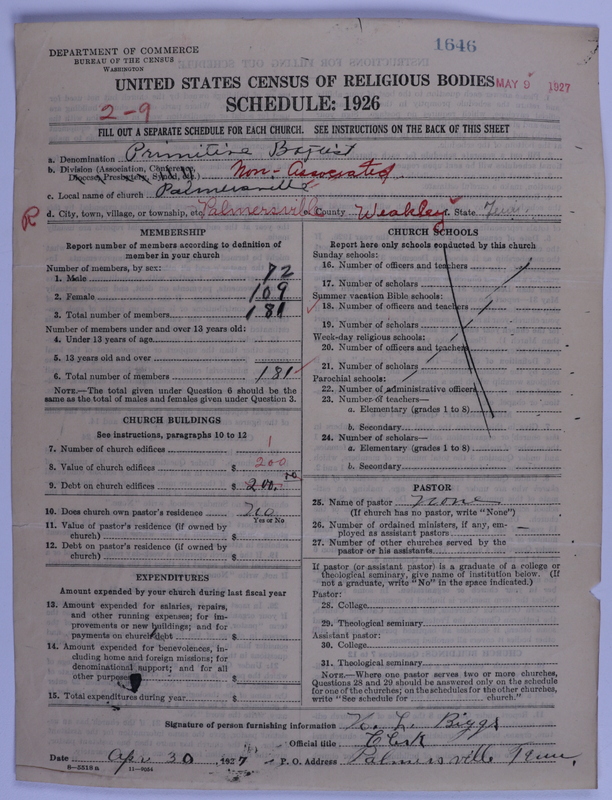 1646
DEPARTMENT OF COMMERCE
BUREAU OF THE CENSUS
WASHINGTON
UNITED STATES CENSUS OF RELIGIOUS BODIES
MAY 9 1927
2-9
SCHEDULE: 1926
FILL OUT A SEPARATE SCHEDULE FOR EACH CHURCH. SEE INSTRUCTIONS ON THE BACK OF THIS SHEET
a. Denomination Primitive Baptist
b. Division (Association, Conference, Diocese, Presbytery, Synod, etc.) Non-Associated
c. Local name of church Palmersville
R d. City, town, village, or township, etc. Palmersville County Weakley State Tenn.
MEMBERSHIP
Report number of members according to definition of
member in your church
Number of members, by sex:
1. Male 72
2. Female 109
3. Total number of members 181
Number of members under and over 13 years old:
4. Under 13 years of age
5. 13 years old and over
6. Total number of members 181
NOTE.—The total given under Question 6 should be the
same as the total of males and females given under Question 3.
CHURCH BUILDINGS
See instructions, paragraphs 10 to 12
7. Number of church edifices 1
8. Value of church edifices $ 200
9. Debt on church edifices $ 200.00
10. Does church own pastor's residence No
Yes or No
11. Value of pastor's residence (if owned by
church) $
12. Debt on pastor's residence (if owned by
church) $
EXPENDITURES
Amount expended by your church during last fiscal year
13. Amount expended for salaries, repairs,
and other running expenses; for im-
provements or new buildings; and for
payments on church debt $
14. Amount expended for benevolences, in-
cluding home and foreign missions; for
denominational support; and for all
other purposes $
15. Total expenditures during year $
CHURCH SCHOOLS
Report here only schools conducted by this church
Sunday schools:
16. Number of officers and teachers
17. Number of scholars
Summer vacation Bible schools:
18. Number of officers and teachers
19. Number of scholars
Week-day religious schools:
20. Number of officers and teachers
21. Number of scholars
Parochial schools:
22. Number of administrative officers
23. Number of teachers—
a. Elementary (grades 1 to 8)
b. Secondary
24. Number of scholars—
a. Elementary (grades 1 to 8)
b. Secondary
PASTOR
25. Name of pastor None
(If church has no pastor, write "None")
26. Number of ordained ministers, if any, em-
ployed as assistant pastors
27. Number of other churches served by the
pastor or his assistants
If pastor (or assistant pastor) is a graduate of a college or
theological seminary, give name of institution below. (If
not a graduate, write "No" in the space indicated.)
Pastor:
28. College
29. Theological seminary
Assistant pastor:
30. College
31. Theological seminary
NOTE.—Where one pastor serves two or more churches,
Questions 28 and 29 should be answered only on the schedule
for one of the churches; on the schedules for the other churches,
write "See schedule for church."
Signature of person furnishing information K. L. Biggs
Official title Clerk
Date Apr 30, 1927 P. O. Address Palmersville Tenn.
8—5518 a 11—9064